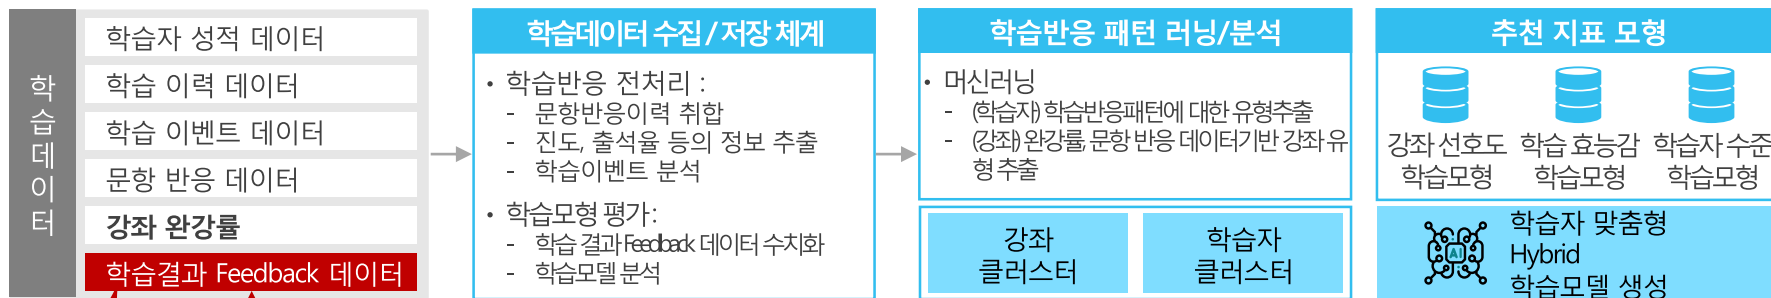 학습데이터
학습자 성적 데이터
학습 이력 데이터
학습 이벤트 데이터
문항 반응 데이터
강좌 완강률
학습결과 Feedback 데이터
학습데이터 수집 / 저장 체계
• 학습반응 전처리 :
- 문항반응이력 취합
- 진도, 출석율 등의 정보 추출
- 학습이벤트 분석
• 학습모형 평가:
- 학습 결과 Feedback 데이터 수치화
- 학습모델 분석
학습반응 패턴 러닝/분석
• 머신러닝
- (학습자) 학습반응패턴에 대한 유형추출
- (강좌) 완강률, 문항 반응 데이터기반 강좌 유
형 추출
강좌
클러스터
학습자
클러스터
추천 지표 모형
강좌 선호도
학습모형
학습 효능감
학습모형
학습자 수준
학습모형
AI
학습자 맞춤형
Hybrid
학습모델 생성